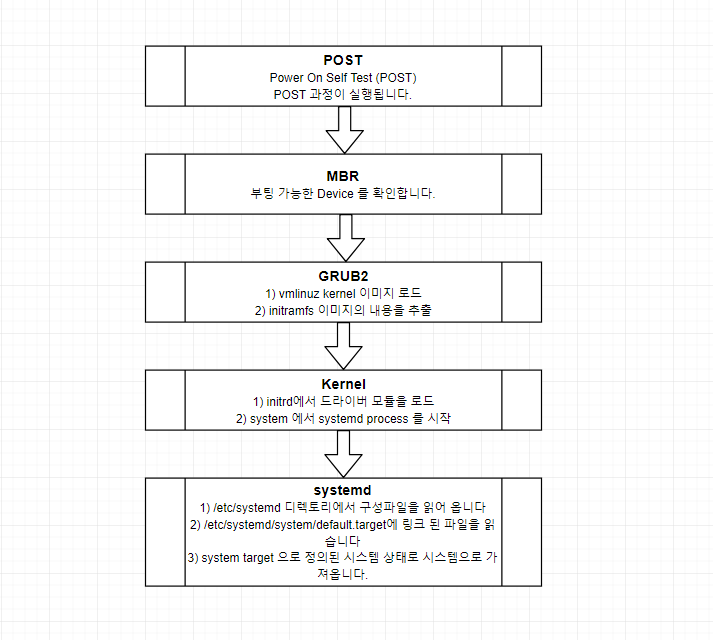 POST
Power On Self Test (POST)
POST 과정이 실행됩니다.
MBR
부팅 가능한 Device 를 확인합니다.
GRUB2
1) vmlinuz kernel 이미지 로드
2) initramfs 이미지의 내용을 추출
Kernel
1) initrd에서 드라이버 모듈을 로드
2) system 에서 systemd process 를 시작
systemd
1) /etc/systemd 디렉토리에서 구성파일을 읽어 옵니다
2) /etc/systemd/system/default.target에 링크 된 파일을 읽
습니다
3) system target 으로 정의된 시스템 상태로 시스템으로 가
져옵니다.